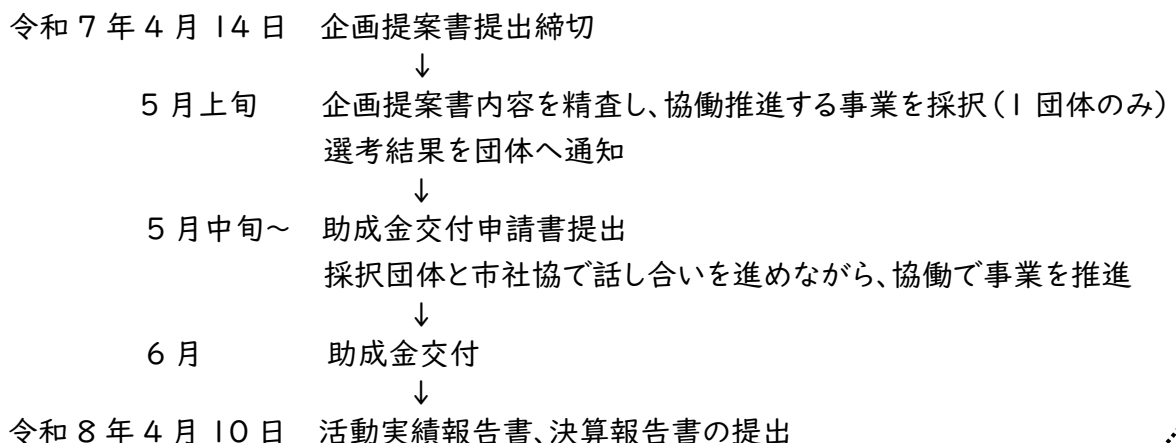 令和7年4月14日　企画提案書提出締切
↓
5月上旬　企画提案書内容を精査し、協働推進する事業を採択（1団体のみ）
選考結果を団体へ通知
↓
5月中旬～　助成金交付申請書提出
採択団体と市社協で話し合いを進めながら、協働で事業を推進
↓
6月　助成金交付
↓
令和8年4月10日　活動実績報告書、決算報告書の提出